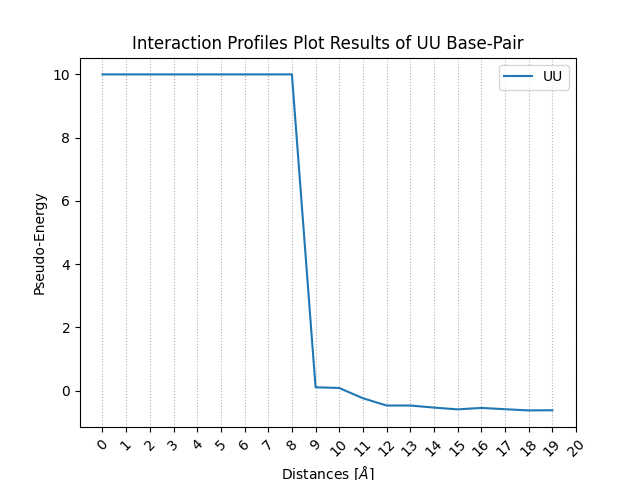 Interaction Profiles Plot Results of UU Base-Pair
UU
Pseudo-Energy
10
8
6
4
2
0
0 1 2 3 4 5 6 7 8 9 10 11 12 13 14 15 16 17 18 19 20
Distances [Å]